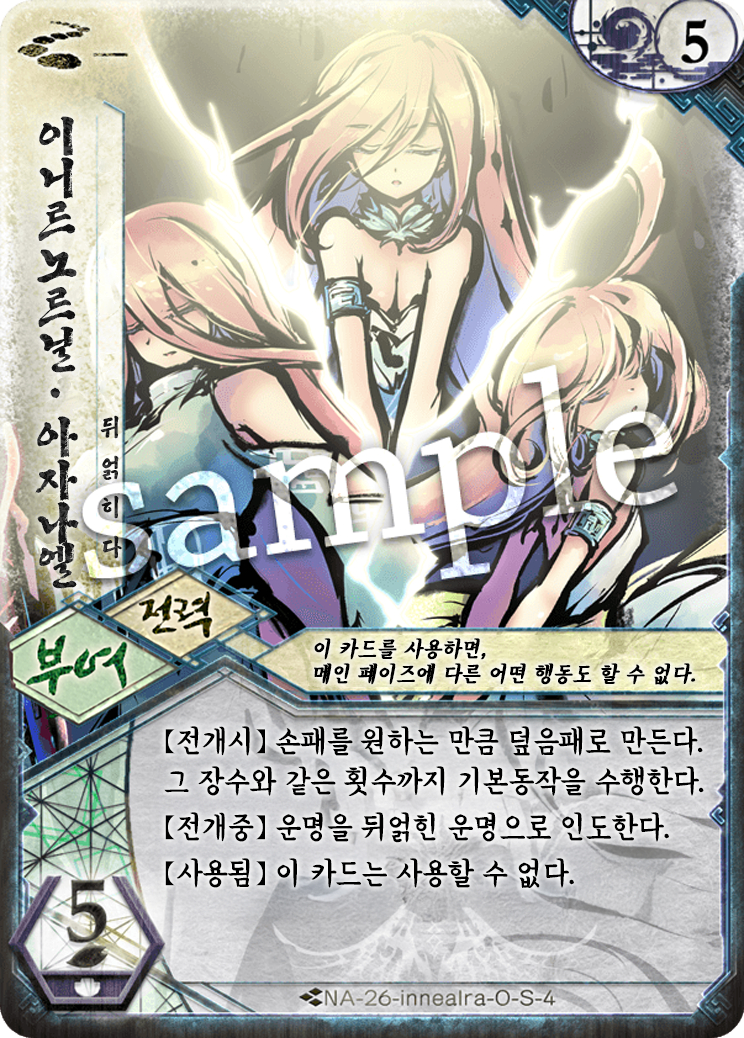 5
이니르 노르닐 · 아자나엘
뒤얽히다
sample
전력
부여
이 카드를 사용하면,
메인 페이즈에 다른 어떤 행동도 할 수 없다.
【전개시】 손패를 원하는 만큼 덮음패로 만든다.
그 장수와 같은 횟수까지 기본동작을 수행한다.
【전개중】 운명을 뒤얽힌 운명으로 인도한다.
【사용됨】 이 카드는 사용할 수 없다.
5
NA-26-innealra-O-S-4